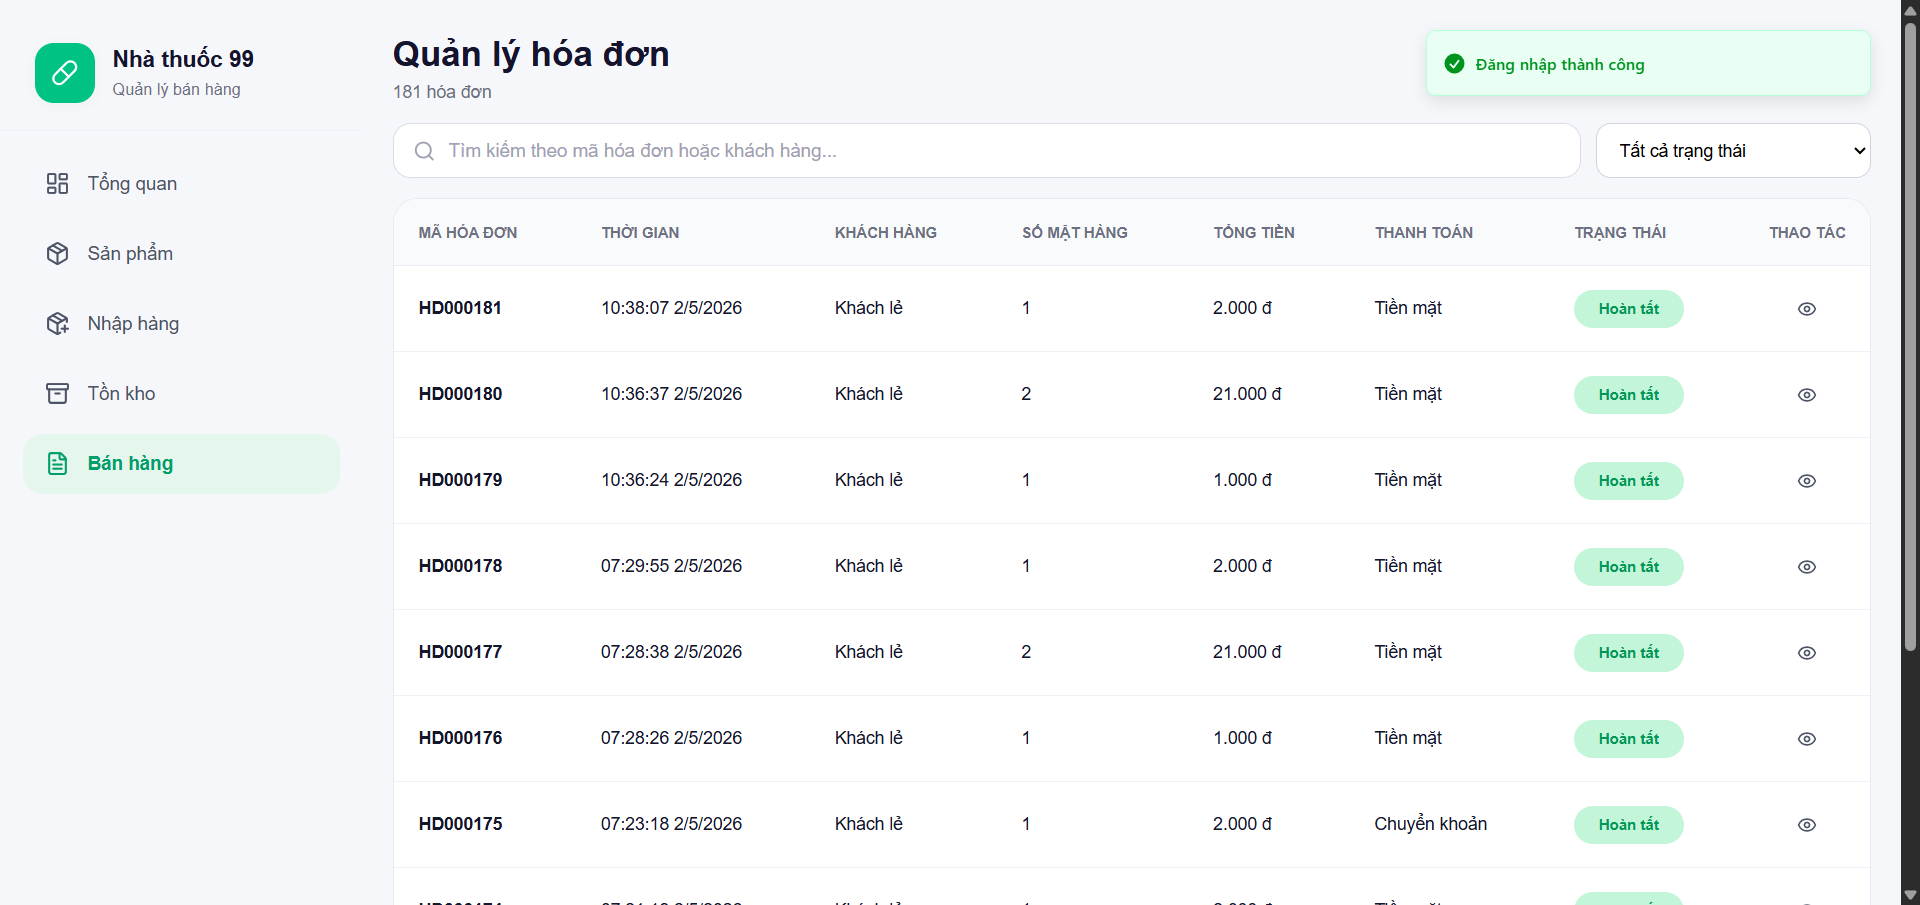 Nhà thuốc 99
Quản lý bán hàng
Tổng quan
Sản phẩm
Nhập hàng
Tồn kho
Bán hàng
Quản lý hóa đơn
181 hóa đơn
Đăng nhập thành công
Tìm kiếm theo mã hóa đơn hoặc khách hàng...
Tất cả trạng thái
MÃ HÓA ĐƠN THỜI GIAN KHÁCH HÀNG SỐ MẶT HÀNG TỔNG TIỀN THANH TOÁN TRẠNG THÁI THAO TÁC
HD000181 10:38:07 2/5/2026 Khách lẻ 1 2.000 đ Tiền mặt Hoàn tất
HD000180 10:36:37 2/5/2026 Khách lẻ 2 21.000 đ Tiền mặt Hoàn tất
HD000179 10:36:24 2/5/2026 Khách lẻ 1 1.000 đ Tiền mặt Hoàn tất
HD000178 07:29:55 2/5/2026 Khách lẻ 1 2.000 đ Tiền mặt Hoàn tất
HD000177 07:28:38 2/5/2026 Khách lẻ 2 21.000 đ Tiền mặt Hoàn tất
HD000176 07:28:26 2/5/2026 Khách lẻ 1 1.000 đ Tiền mặt Hoàn tất
HD000175 07:23:18 2/5/2026 Khách lẻ 1 2.000 đ Chuyển khoản Hoàn tất